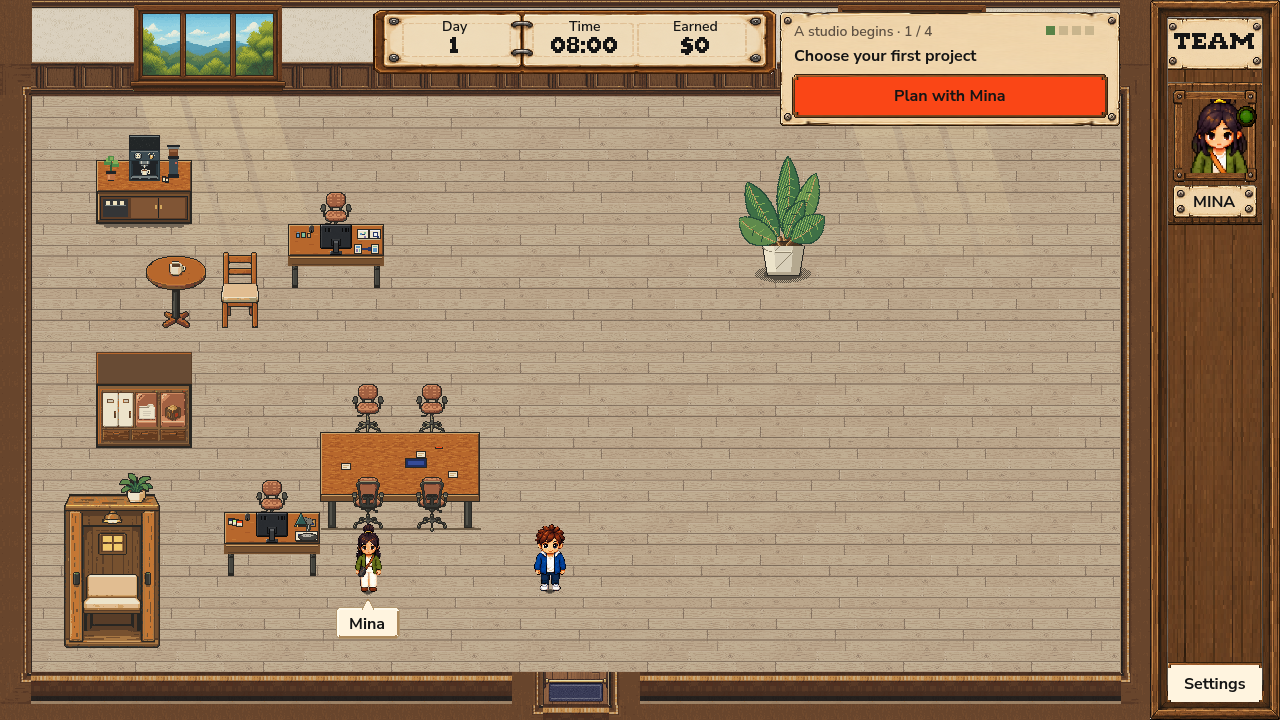 Day
1
Time
08:00
Earned
$0
A studio begins · 1 / 4
Choose your first project
Plan with Mina
TEAM
MINA
Mina
Settings